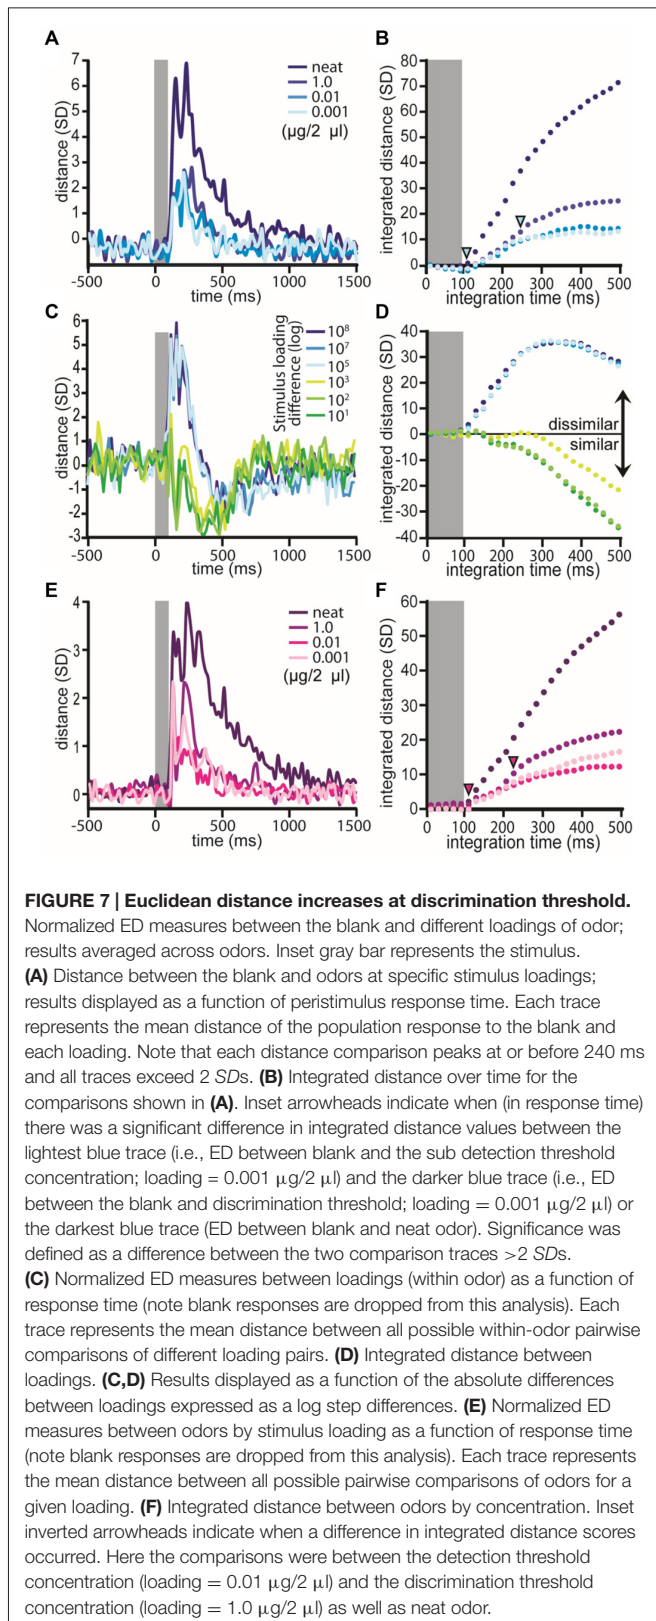 A
7
6
5
4
3
2
1
0
distance (SD)
neat
1.0
0.01
0.001
(µg/2 µl)
-500
0
500
1000
1500
time (ms)
B
80
70
60
50
40
30
20
10
0
integrated distance (SD)
0
100
200
300
400
500
integration time (ms)
C
6
5
4
3
2
1
0
-1
-2
-3
distance (SD)
Stimulus loading
difference (log)
10⁸
10⁷
10⁵
10³
10²
10¹
-500
0
500
1000
1500
time (ms)
D
40
30
20
10
0
-10
-20
-30
-40
integrated distance (SD)
dissimilar
similar
0
100
200
300
400
500
integration time (ms)
E
4
3
2
1
0
distance (SD)
neat
1.0
0.01
0.001
(µg/2 µl)
-500
0
500
1000
1500
time (ms)
F
60
50
40
30
20
10
0
integrated distance (SD)
0
100
200
300
400
500
integration time (ms)
FIGURE 7 | Euclidean distance increases at discrimination threshold.
Normalized ED measures between the blank and different loadings of odor;
results averaged across odors. Inset gray bar represents the stimulus.
(A) Distance between the blank and odors at specific stimulus loadings;
results displayed as a function of peristimulus response time. Each trace
represents the mean distance of the population response to the blank and
each loading. Note that each distance comparison peaks at or before 240 ms
and all traces exceed 2 SDs. (B) Integrated distance over time for the
comparisons shown in (A). Inset arrowheads indicate when (in response time)
there was a significant difference in integrated distance values between the
lightest blue trace (i.e., ED between blank and the sub detection threshold
concentration; loading = 0.001 µg/2 µl) and the darker blue trace (i.e., ED
between the blank and discrimination threshold; loading = 0.001 µg/2 µl) or
the darkest blue trace (ED between blank and neat odor). Significance was
defined as a difference between the two comparison traces >2 SDs.
(C) Normalized ED measures between loadings (within odor) as a function of
response time (note blank responses are dropped from this analysis). Each
trace represents the mean distance between all possible within-odor pairwise
comparisons of different loading pairs. (D) Integrated distance between
loadings. (C,D) Results displayed as a function of the absolute differences
between loadings expressed as a log step differences. (E) Normalized ED
measures between odors by stimulus loading as a function of response time
(note blank responses are dropped from this analysis). Each trace represents
the mean distance between all possible pairwise comparisons of odors for a
given loading. (F) Integrated distance between odors by concentration. Inset
inverted arrowheads indicate when a difference in integrated distance scores
occurred. Here the comparisons were between the detection threshold
concentration (loading = 0.01 µg/2 µl) and the discrimination threshold
concentration (loading = 1.0 µg/2 µl) as well as neat odor.